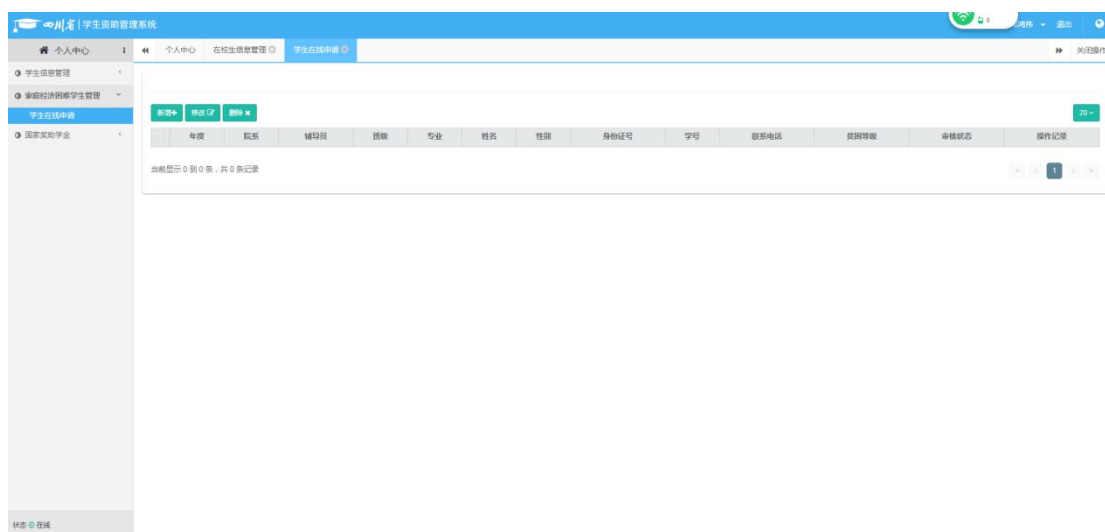 四川省 | 学生资助管理系统
退出
个人中心
个人中心 在校生信息管理 学生在线申请
关闭操作
学生信息管理
家庭经济困难学生管理
学生在线申请
国家奖助学金
新增+ 修改 删除
20
年度 院系 辅导员 班级 专业 姓名 性别 身份证号 学号 联系电话 贫困等级 审核状态 操作记录
当前显示 0 到 0 条，共 0 条记录
1
状态 在线